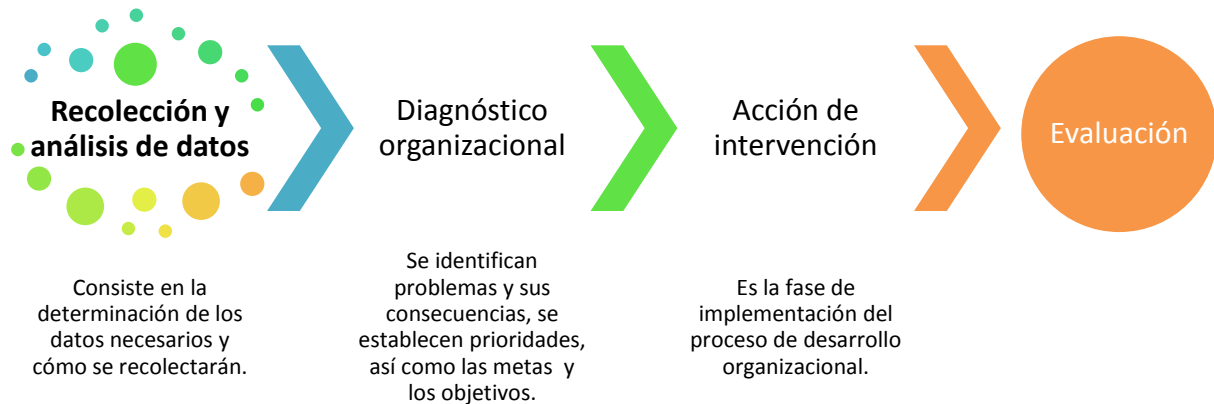 Recolección y
análisis de datos
Consiste en la
determinación de los
datos necesarios y
cómo se recolectarán.
Diagnóstico
organizacional
Se identifican
problemas y sus
consecuencias, se
establecen prioridades,
así como las metas y
los objetivos.
Acción de
intervención
Es la fase de
implementación del
proceso de desarrollo
organizacional.
Evaluación